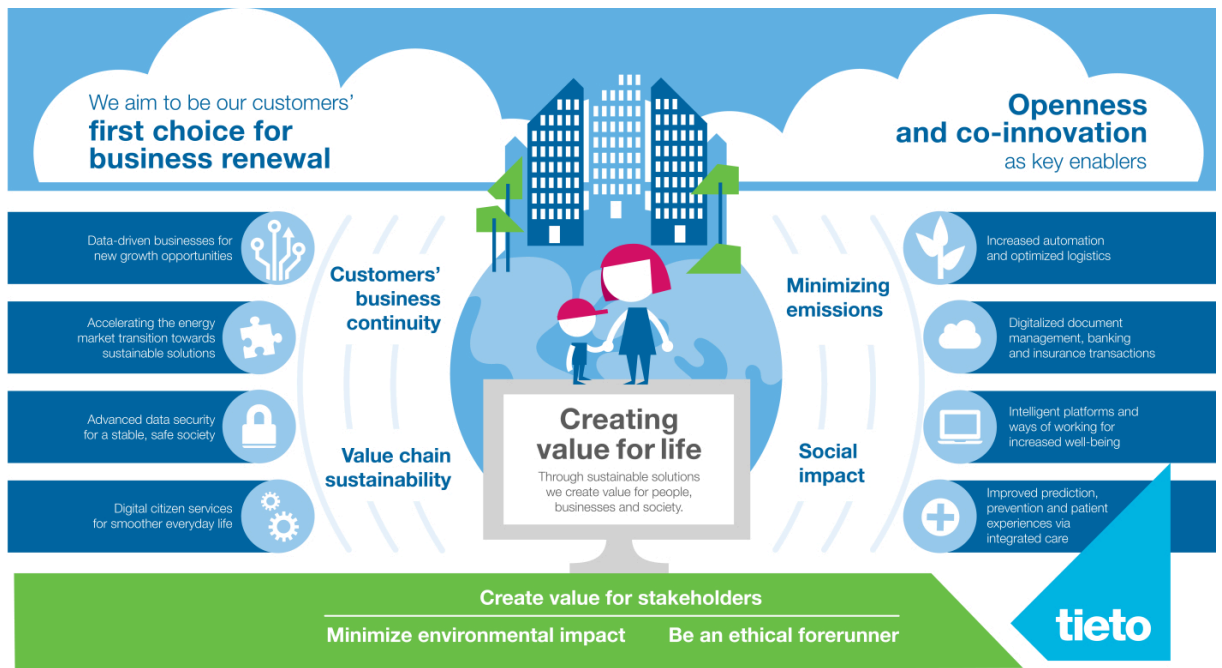 We aim to be our customers'
first choice for
business renewal
Openness
and co-innovation
as key enablers
Data-driven businesses for
new growth opportunities
Accelerating the energy
market transition towards
sustainable solutions
Advanced data security
for a stable, safe society
Digital citizen services
for smoother everyday life
Customers'
business
continuity
Value chain
sustainability
Creating
value for life
Through sustainable solutions
we create value for people,
businesses and society.
Minimizing
emissions
Social
impact
Increased automation
and optimized logistics
Digitalized document
management, banking
and insurance transactions
Intelligent platforms and
ways of working for
increased well-being
Improved prediction,
prevention and patient
experiences via
integrated care
Create value for stakeholders
Minimize environmental impact
Be an ethical forerunner
tieto